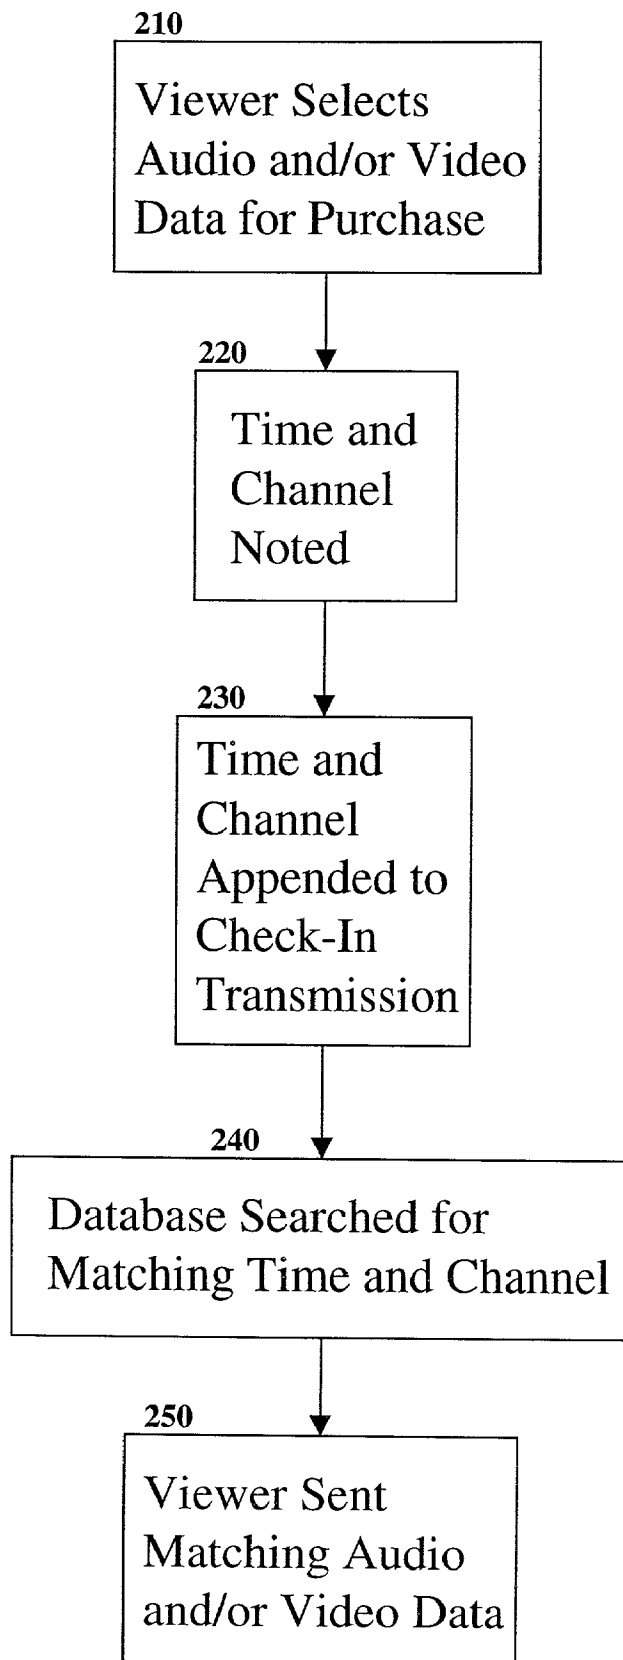 210
Viewer Selects
Audio and/or Video
Data for Purchase
220
Time and
Channel
Noted
230
Time and
Channel
Appended to
Check-In
Transmission
240
Database Searched for
Matching Time and Channel
250
Viewer Sent
Matching Audio
and/or Video Data